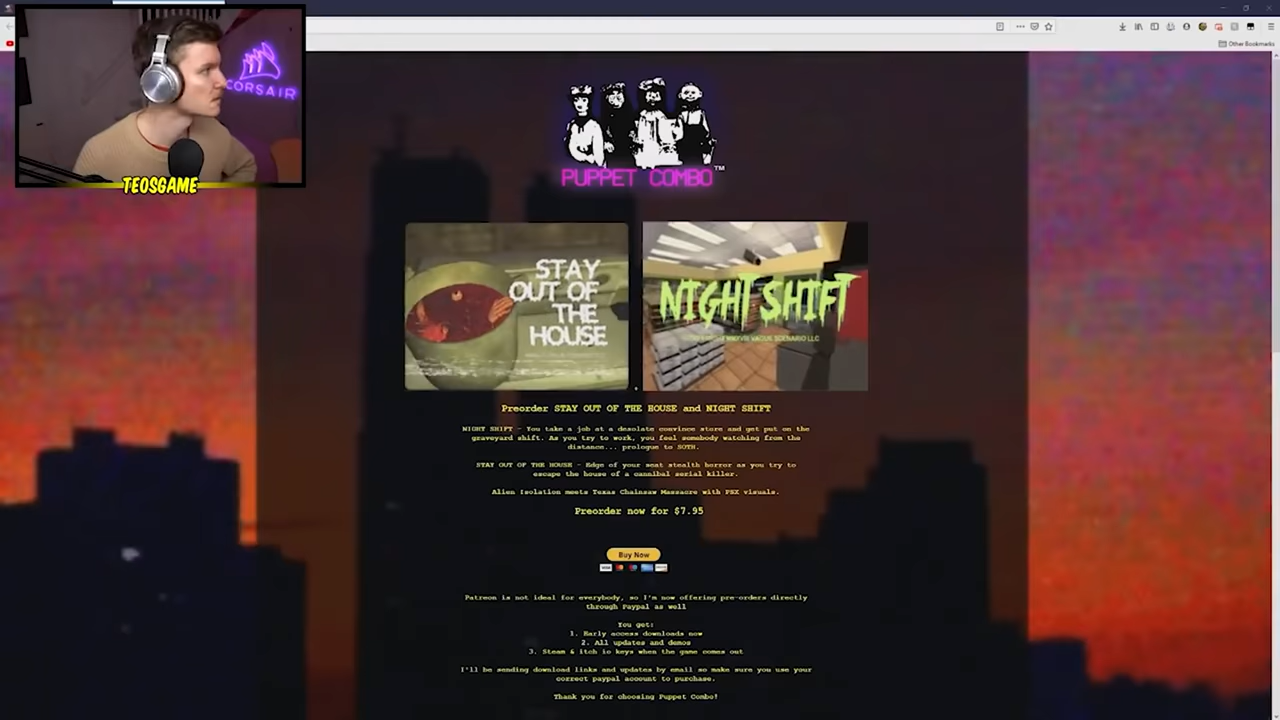 Other Bookmarks
CORSAIR
TEOSGAME
PUPPET COMBO™
STAY
OUT OF
THE
HOUSE
NIGHT SHIFT
Preorder STAY OUT OF THE HOUSE and NIGHT SHIFT
NIGHT SHIFT - You take a job at a desolate convince store and get put on the
graveyard shift. As you try to work, you feel somebody watching from the
distance... prologue to SOTH.
STAY OUT OF THE HOUSE - Edge of your seat stealth horror as you try to
escape the house of a cannibal serial killer.
Alien Isolation meets Texas Chainsaw Massacre with PSX visuals.
Preorder now for $7.95
Buy Now
Patreon is not ideal for everybody, so I'm now offering pre-orders directly
through Paypal as well
You get:
1. Early access downloads now
2. All updates and demos
3. Steam & itch io keys when the game comes out
I'll be sending download links and updates by email so make sure you use your
correct paypal account to purchase.
Thank you for choosing Puppet Combo!